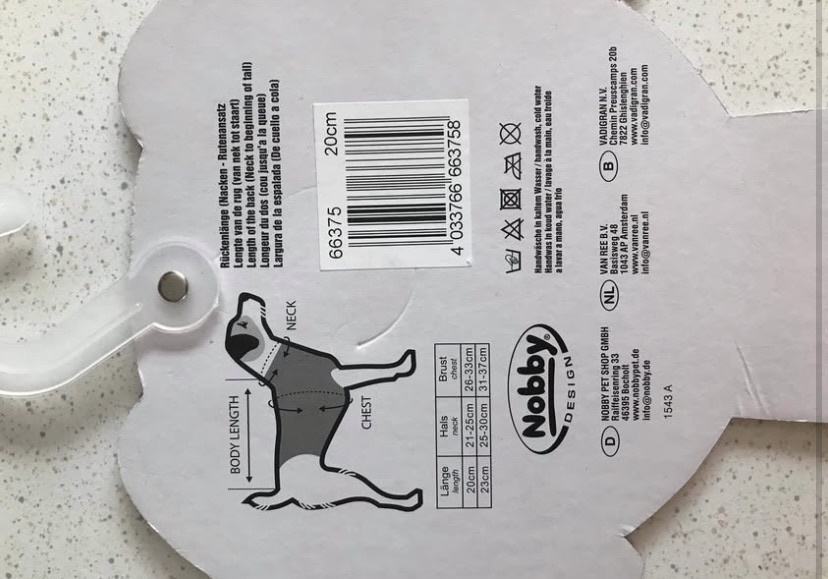 Rückenlänge (Nacken - Rutenansatz
Lengte van de rug (van nek tot staart)
Length of the back (Neck to beginning of tail)
Longeur du dos (cou jusqu'a la queue)
Largura de la espalada (De cuello a cola)
66375 20cm
4 033766 663758
Handwäsche in kaltem Wasser / handwash, cold water
Handwas in koud water / lavage à la main, eau froide
a lavar a mano, agua frio
BODY LENGTH
NECK
CHEST
Länge Hals Brust
length neck chest
20cm 21-25cm 26-33cm
23cm 25-30cm 31-37cm
Nobby®
DESIGN
D NOBBY PET SHOP GMBH
Raiffeisenring 33
46395 Bocholt
www.nobbypet.de
info@nobby.de
NL VAN REE B.V.
Basisweg 48
1043 AP Amsterdam
www.vanree.nl
info@vanree.nl
B VADIGRAN N.V.
Chemin Preuscamps 20b
7822 Ghislenghien
www.vadigran.com
info@vadigran.com
1543 A